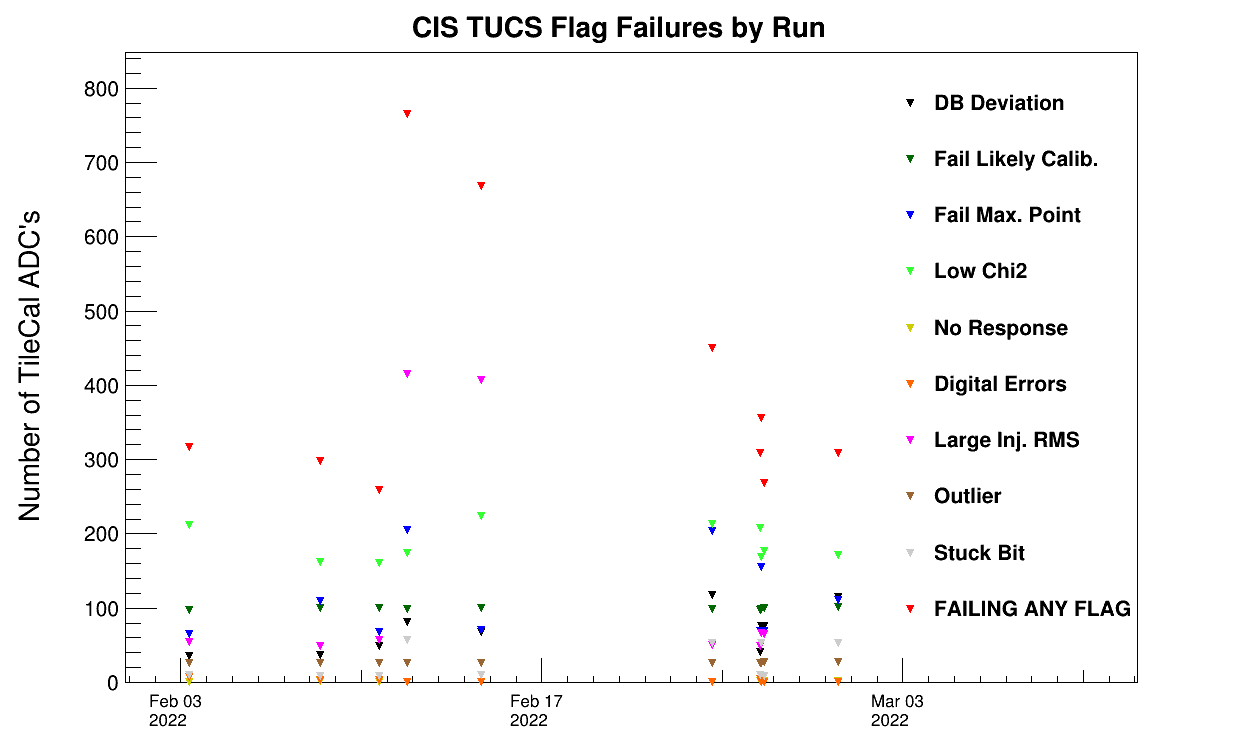 CIS TUCS Flag Failures by Run
Number of TileCal ADC's
800
700
600
500
400
300
200
100
0
Feb 03
2022
Feb 17
2022
Mar 03
2022
DB Deviation
Fail Likely Calib.
Fail Max. Point
Low Chi2
No Response
Digital Errors
Large Inj. RMS
Outlier
Stuck Bit
FAILING ANY FLAG